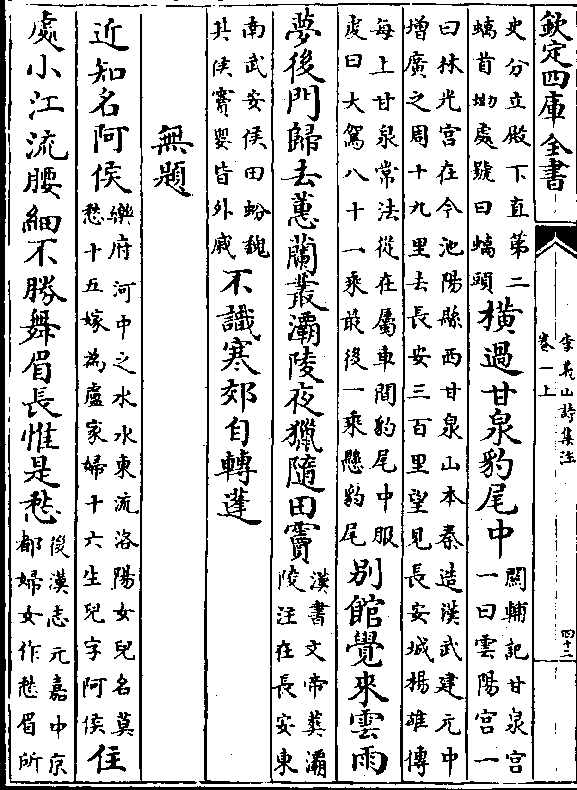 欽定四庫全書
李義山詩集注
卷一上
四十二
史分立殿下直第二
螭首坳處號曰螭頭
橫過甘泉豹尾中
關輔記甘泉宮
一曰雲陽宮一
曰林光宮在今池陽縣西甘泉山本秦造漢武建元中
增廣之周十九里去長安三百里望見長安城楊雄傳
每上甘泉常法從在屬車間豹尾中服
虔曰大駕八十一乘最後一乘懸豹尾
別館覺來雲雨
夢後門歸去蕙蘭叢灞陵夜獵隨田竇
漢書文帝葬灞
陵注在長安東
南武安侯田蚡魏
其侯竇嬰皆外戚
不識寒郊自轉蓬
無題
近知名阿侯
樂府河中之水水東流洛陽女兒名莫
愁十五嫁為盧家婦十六生兒字阿侯
住
處小江流腰細不勝舞眉長惟是愁
後漢志元嘉中京
都婦女作愁眉所